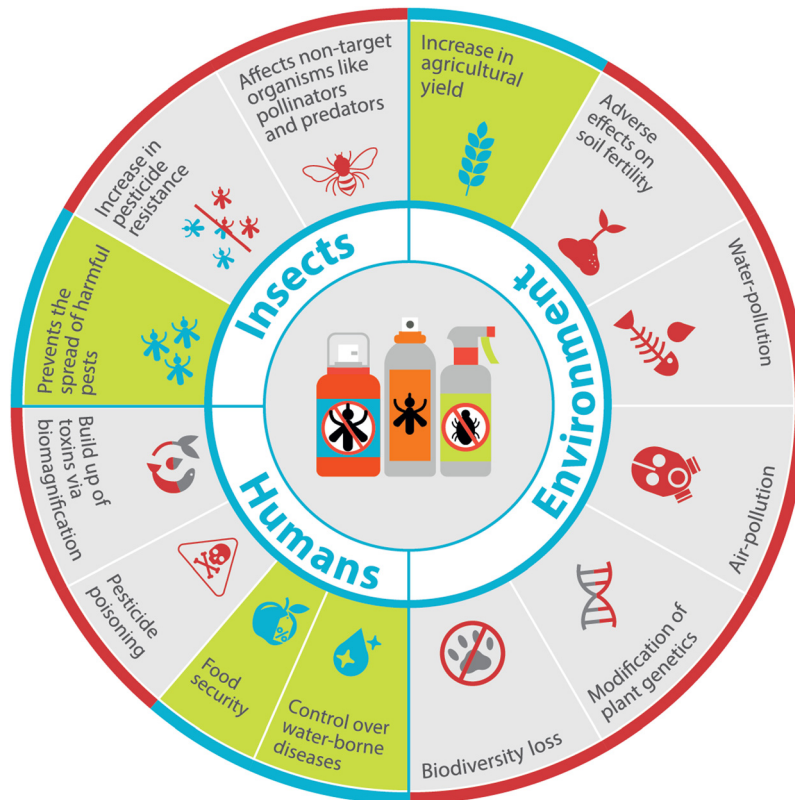 Affects non-target
organisms like
pollinators
and predators
Increase in
agricultural
yield
Adverse
effects on
soil fertility
Water-pollution
Air-pollution
Modification of
plant genetics
Biodiversity loss
Control over
water-borne
diseases
Food
security
Pesticide
poisoning
Build up of
toxins via
biomagnification
Prevents the
spread of harmful
pests
Increase in
pesticide
resistance
Insects
Environment
Humans